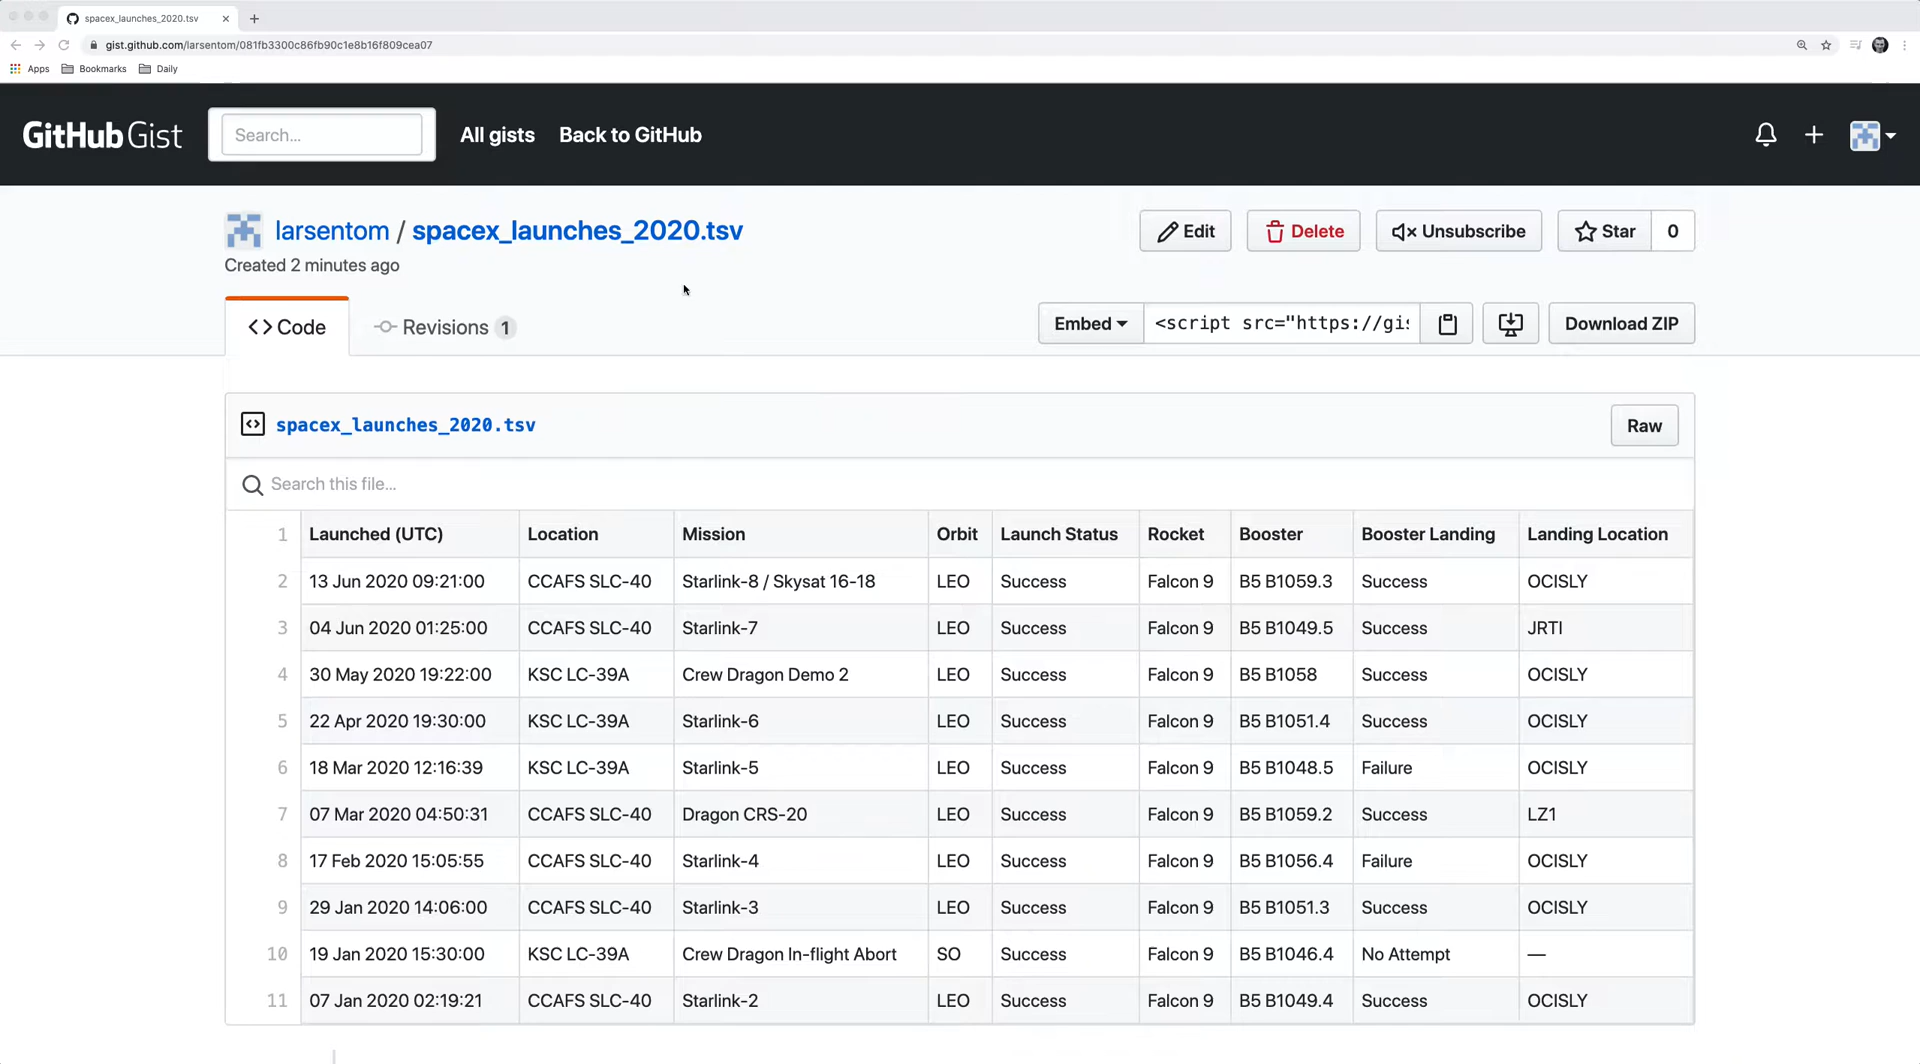 spacex_launches_2020.tsv
gist.github.com/larsentom/081fb3300c86fb90c1e8b16f809cea07
Apps Bookmarks Daily
GitHub Gist Search... All gists Back to GitHub
larsentom / spacex_launches_2020.tsv Edit Delete Unsubscribe Star 0
Created 2 minutes ago
Code Revisions 1 Embed <script src="https://gis Download ZIP
spacex_launches_2020.tsv Raw
Search this file...
1 Launched (UTC) Location Mission Orbit Launch Status Rocket Booster Booster Landing Landing Location
2 13 Jun 2020 09:21:00 CCAFS SLC-40 Starlink-8 / Skysat 16-18 LEO Success Falcon 9 B5 B1059.3 Success OCISLY
3 04 Jun 2020 01:25:00 CCAFS SLC-40 Starlink-7 LEO Success Falcon 9 B5 B1049.5 Success JRTI
4 30 May 2020 19:22:00 KSC LC-39A Crew Dragon Demo 2 LEO Success Falcon 9 B5 B1058 Success OCISLY
5 22 Apr 2020 19:30:00 KSC LC-39A Starlink-6 LEO Success Falcon 9 B5 B1051.4 Success OCISLY
6 18 Mar 2020 12:16:39 KSC LC-39A Starlink-5 LEO Success Falcon 9 B5 B1048.5 Failure OCISLY
7 07 Mar 2020 04:50:31 CCAFS SLC-40 Dragon CRS-20 LEO Success Falcon 9 B5 B1059.2 Success LZ1
8 17 Feb 2020 15:05:55 CCAFS SLC-40 Starlink-4 LEO Success Falcon 9 B5 B1056.4 Failure OCISLY
9 29 Jan 2020 14:06:00 CCAFS SLC-40 Starlink-3 LEO Success Falcon 9 B5 B1051.3 Success OCISLY
10 19 Jan 2020 15:30:00 KSC LC-39A Crew Dragon In-flight Abort SO Success Falcon 9 B5 B1046.4 No Attempt —
11 07 Jan 2020 02:19:21 CCAFS SLC-40 Starlink-2 LEO Success Falcon 9 B5 B1049.4 Success OCISLY